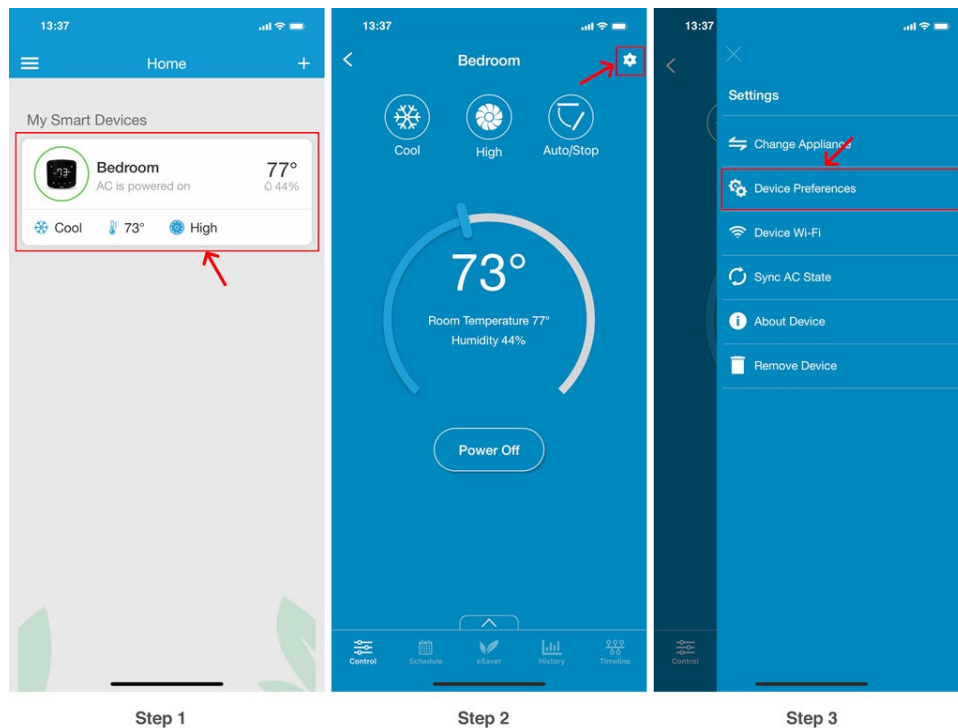 13:37
Home
My Smart Devices
73°
Bedroom
77°
AC is powered on
44%
Cool
73°
High
Step 1
13:37
Bedroom
Cool
High
Auto/Stop
73°
Room Temperature 77°
Humidity 44%
Power Off
Control
Schedule
eSaver
History
Timeline
Step 2
13:37
Settings
Change Appliance
Device Preferences
Device Wi-Fi
Sync AC State
About Device
Remove Device
Control
Step 3